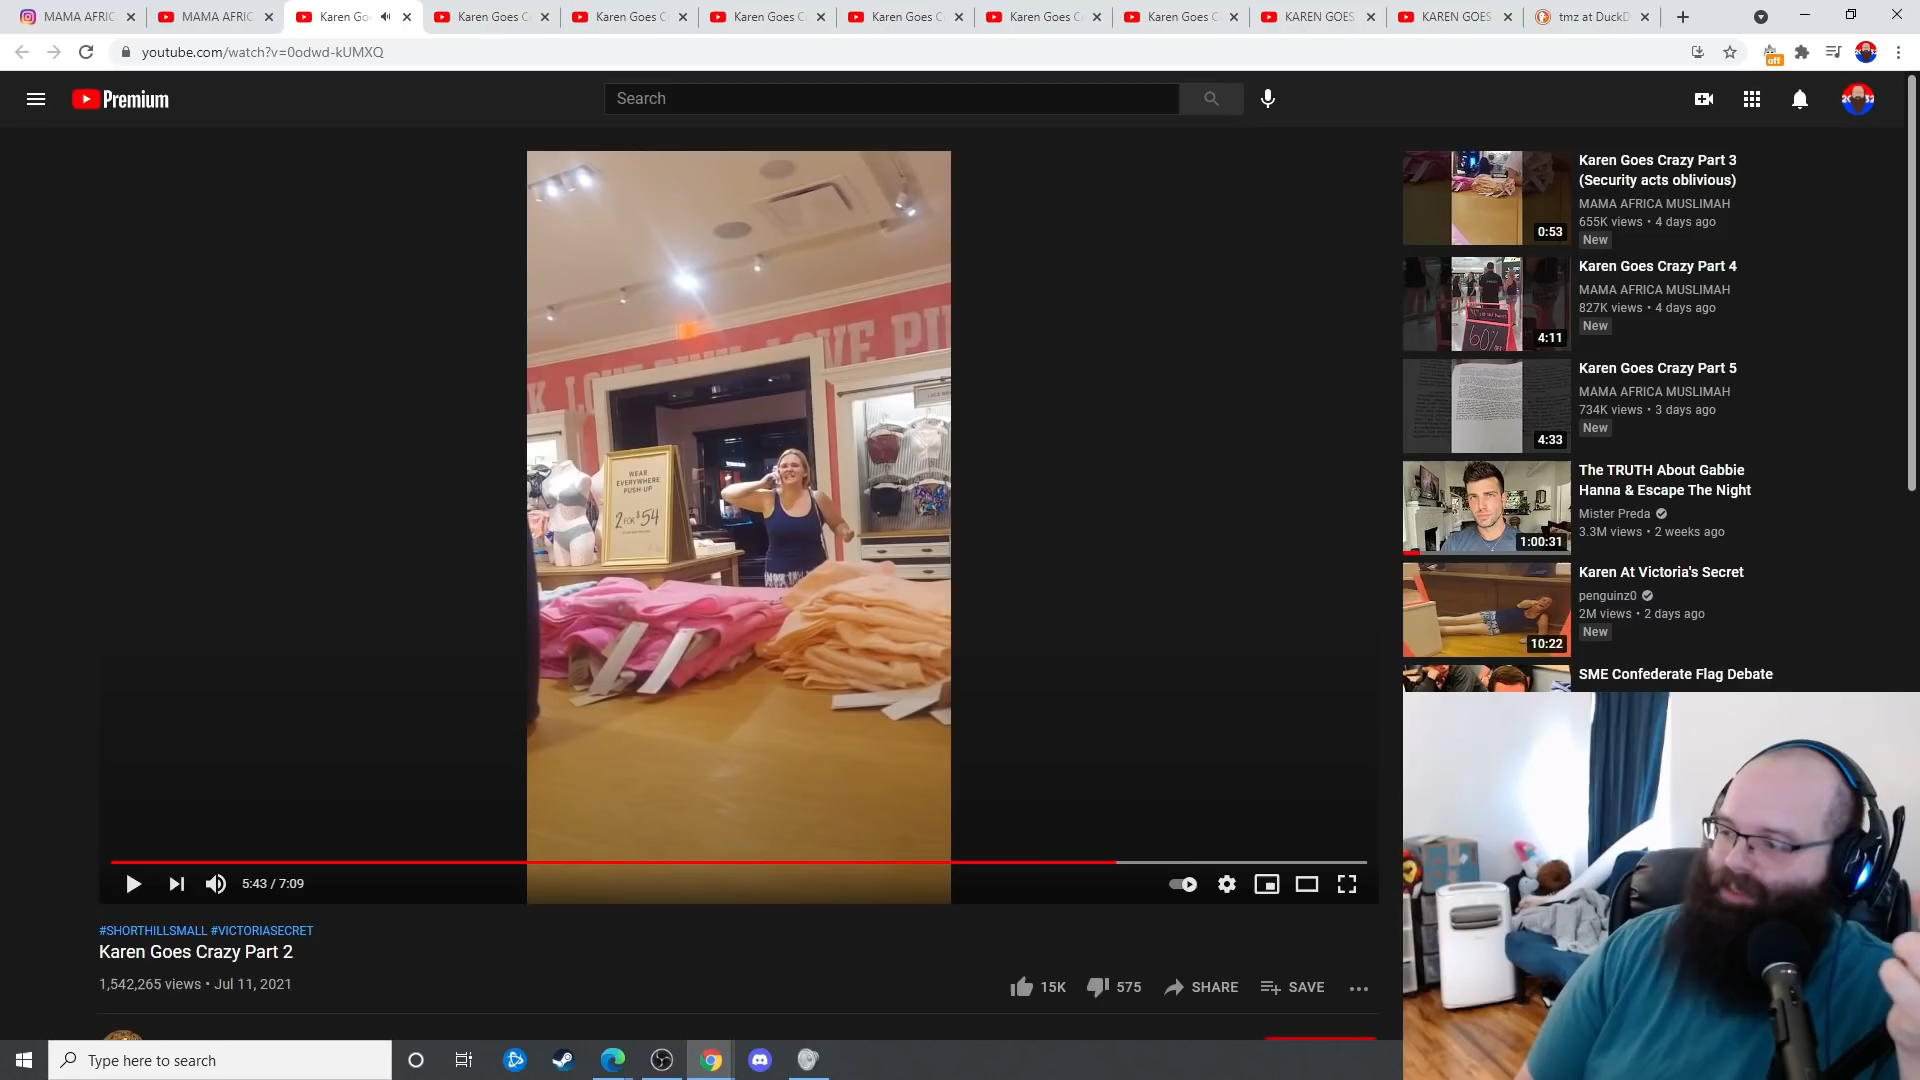 MAMA AFRIC
MAMA AFRIC
Karen Go
Karen Goes C
Karen Goes C
Karen Goes C
Karen Goes C
Karen Goes C
Karen Goes C
KAREN GOES
KAREN GOES
tmz at DuckD
youtube.com/watch?v=0odwd-kUMXQ
off
Premium
Search
LOVE PI
WEAR
EVERYWHERE
PUSH-UP
2 FOR $54
5:43 / 7:09
#SHORTHILLSMALL #VICTORIASECRET
Karen Goes Crazy Part 2
1,542,265 views • Jul 11, 2021
15K
575
SHARE
SAVE
Karen Goes Crazy Part 3
(Security acts oblivious)
MAMA AFRICA MUSLIMAH
655K views • 4 days ago
New
0:53
Karen Goes Crazy Part 4
MAMA AFRICA MUSLIMAH
827K views • 4 days ago
New
60%
4:11
Karen Goes Crazy Part 5
MAMA AFRICA MUSLIMAH
734K views • 3 days ago
New
4:33
The TRUTH About Gabbie
Hanna & Escape The Night
Mister Preda
3.3M views • 2 weeks ago
1:00:31
Karen At Victoria's Secret
penguinz0
2M views • 2 days ago
New
10:22
SME Confederate Flag Debate
Type here to search